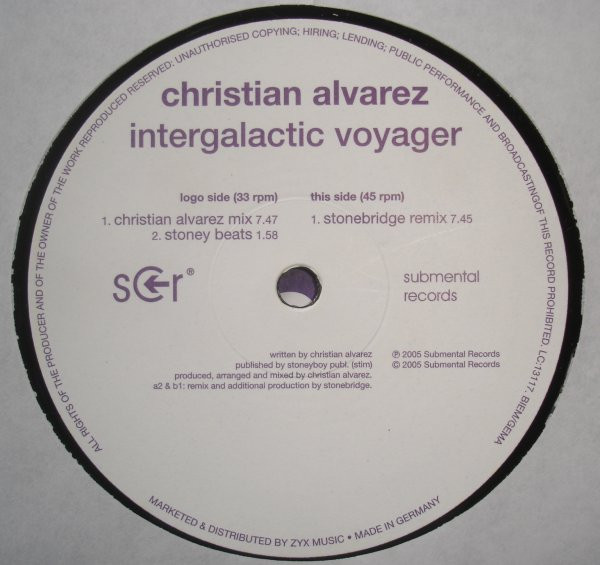 ALL RIGHTS OF THE PRODUCER AND OF THE OWNER OF THE WORK REPRODUCED RESERVED: UNAUTHORISED COPYING; HIRING; LENDING; PUBLIC PERFORMANCE AND BROADCASTINGOF THIS RECORD PROHIBITED. LC:13117. BIEM/GEMA
christian alvarez
intergalactic voyager
logo side (33 rpm)
1. christian alvarez mix 7.47
2. stoney beats 1.58
this side (45 rpm)
1. stonebridge remix 7.45
scr®
submental
records
written by christian alvarez
published by stoneyboy publ. (stim)
produced, arranged and mixed by christian alvarez.
a2 & b1: remix and additional production by stonebridge.
℗ 2005 Submental Records
© 2005 Submental Records
MARKETED & DISTRIBUTED BY ZYX MUSIC • MADE IN GERMANY